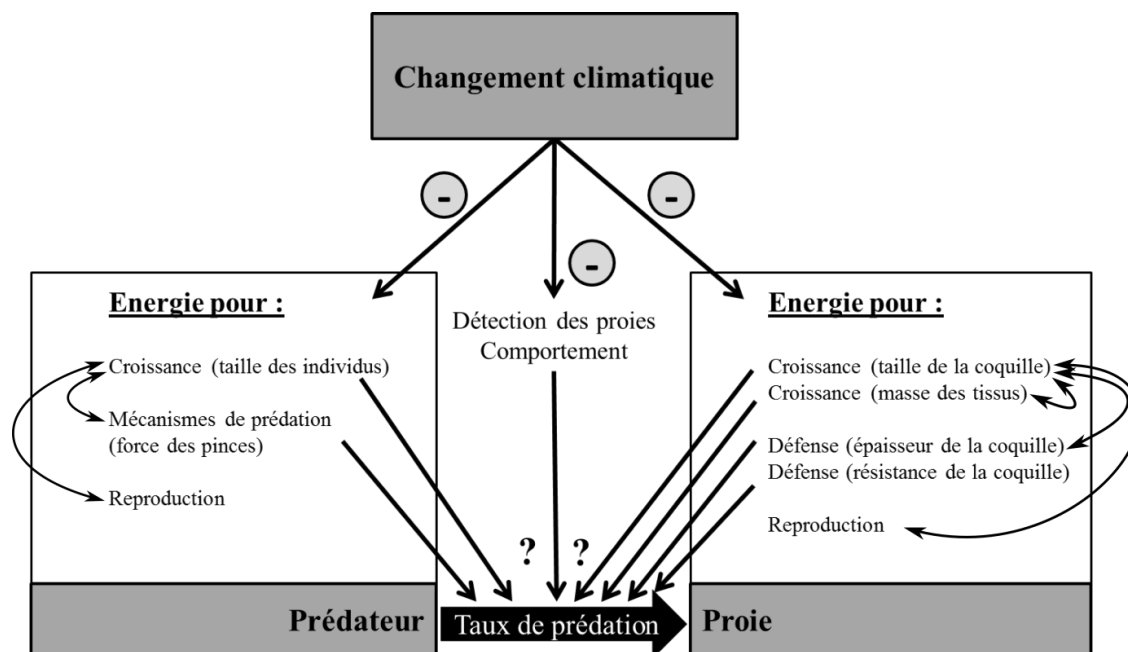 Changement climatique
-
-
-
Energie pour :
Croissance (taille des individus)
Mécanismes de prédation
(force des pinces)
Reproduction
Détection des proies
Comportement
Energie pour :
Croissance (taille de la coquille)
Croissance (masse des tissus)
Défense (épaisseur de la coquille)
Défense (résistance de la coquille)
Reproduction
? ?
Prédateur
Taux de prédation
Proie